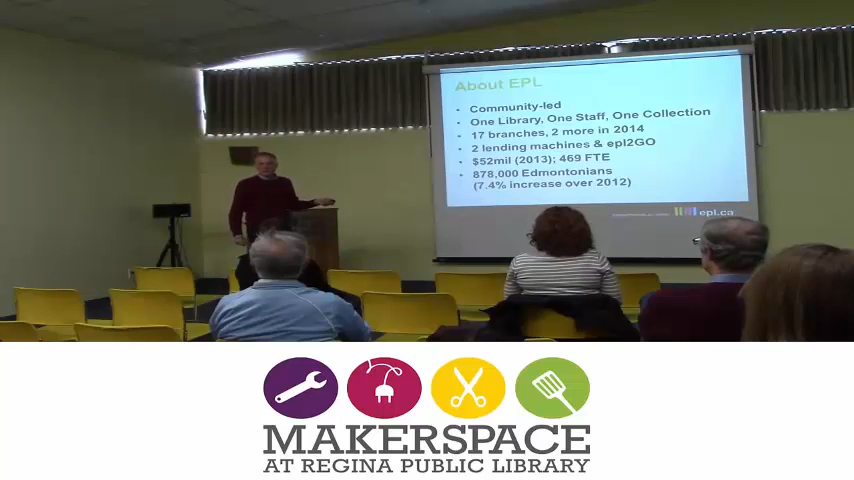 About EPL
• Community-led
• One Library, One Staff, One Collection
• 17 branches, 2 more in 2014
• 2 lending machines & epl2GO
• $52mil (2013); 469 FTE
• 878,000 Edmontonians
(7.4% increase over 2012)
epl.ca
MAKERSPACE
AT REGINA PUBLIC LIBRARY